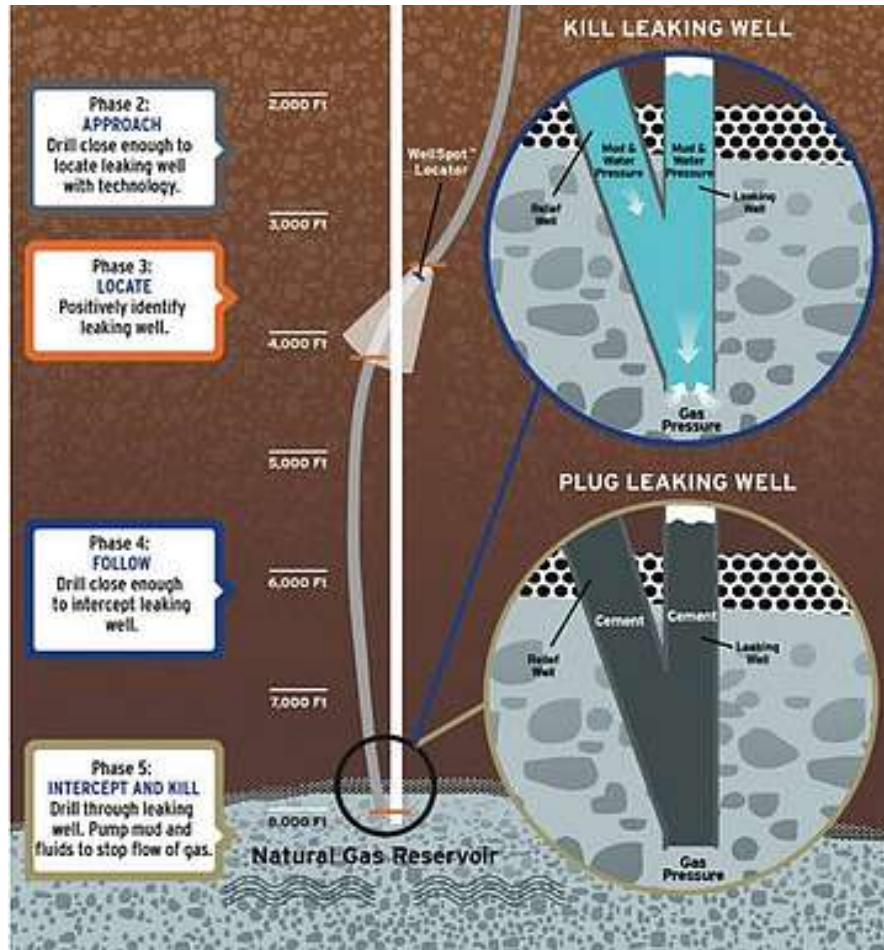 KILL LEAKING WELL
Phase 2:
APPROACH
Drill close enough to
locate leaking well
with technology.
2,000 Ft
WellSpot™
Locator
Mud &
Water
Pressure
Mud &
Water
Pressure
Relief
Well
Leaking
Well
3,000 Ft
Phase 3:
LOCATE
Positively identify
leaking well.
4,000 Ft
Gas
Pressure
5,000 Ft
PLUG LEAKING WELL
Phase 4:
FOLLOW
Drill close enough
to intercept leaking
well.
6,000 Ft
Cement
Cement
Relief
Well
Leaking
Well
7,000 Ft
Phase 5:
INTERCEPT AND KILL
Drill through leaking
well. Pump mud and
fluids to stop flow of gas.
8,000 Ft
Natural Gas Reservoir
Gas
Pressure